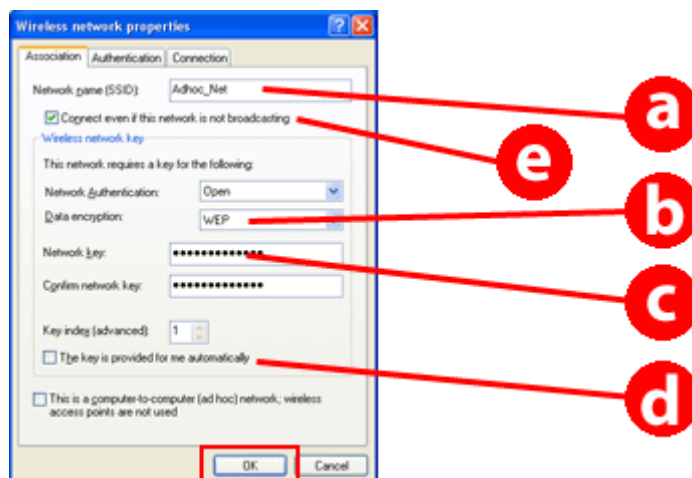 Wireless network properties
Association Authentication Connection
Network name (SSID): Adhoc_Net
a
Connect even if this network is not broadcasting
e
Wireless network key
This network requires a key for the following:
Network Authentication: Open
Data encryption: WEP
b
Network key: •••••••••••••
c
Confirm network key: •••••••••••••
Key index (advanced): 1
The key is provided for me automatically
d
This is a computer-to-computer (ad hoc) network; wireless
access points are not used
OK Cancel